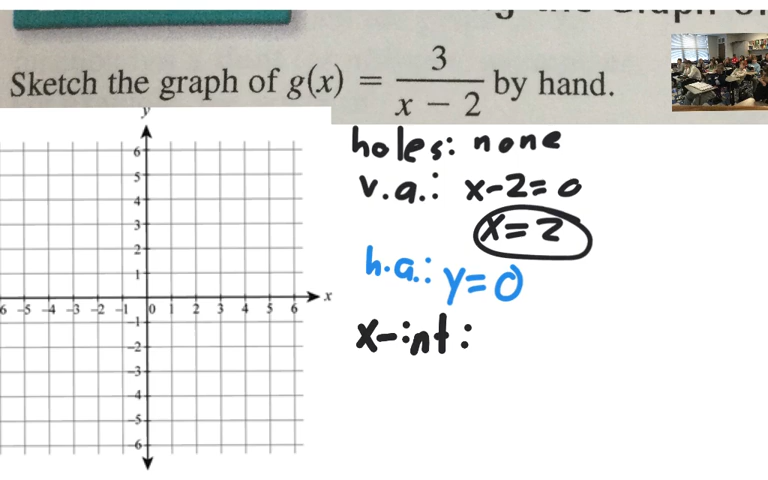 Sketch the graph of g(x) = 3 / (x − 2) by hand.
holes: none
v.a.: x-2=0
x=2
h.a.: y=0
x-int:
y
6
5
4
3
2
1
6 −5 −4 −3 −2 −1 0 1 2 3 4 5 6 x
−1
−2
−3
−4
−5
−6